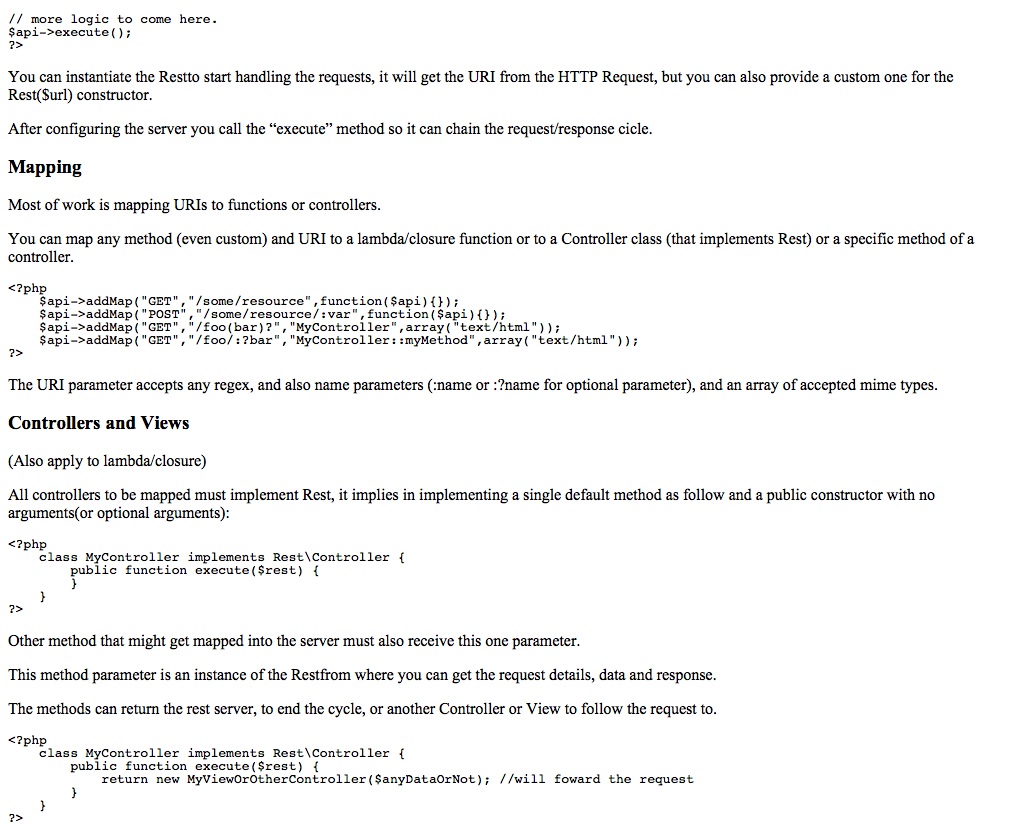 // more logic to come here.
$api->execute();
?>
You can instantiate the Restto start handling the requests, it will get the URI from the HTTP Request, but you can also provide a custom one for the
Rest($url) constructor.
After configuring the server you call the “execute” method so it can chain the request/response cicle.
Mapping
Most of work is mapping URIs to functions or controllers.
You can map any method (even custom) and URI to a lambda/closure function or to a Controller class (that implements Rest) or a specific method of a
controller.
<?php
    $api->addMap("GET","/some/resource",function($api){});
    $api->addMap("POST","/some/resource/:var",function($api){});
    $api->addMap("GET","/foo(bar)?","MyController",array("text/html"));
    $api->addMap("GET","/foo/:?bar","MyController::myMethod",array("text/html"));
?>
The URI parameter accepts any regex, and also name parameters (:name or :?name for optional parameter), and an array of accepted mime types.
Controllers and Views
(Also apply to lambda/closure)
All controllers to be mapped must implement Rest, it implies in implementing a single default method as follow and a public constructor with no
arguments(or optional arguments):
<?php
    class MyController implements Rest\Controller {
        public function execute($rest) {
        }
    }
?>
Other method that might get mapped into the server must also receive this one parameter.
This method parameter is an instance of the Restfrom where you can get the request details, data and response.
The methods can return the rest server, to end the cycle, or another Controller or View to follow the request to.
<?php
    class MyController implements Rest\Controller {
        public function execute($rest) {
            return new MyViewOrOtherController($anyDataOrNot); //will foward the request
        }
    }
?>